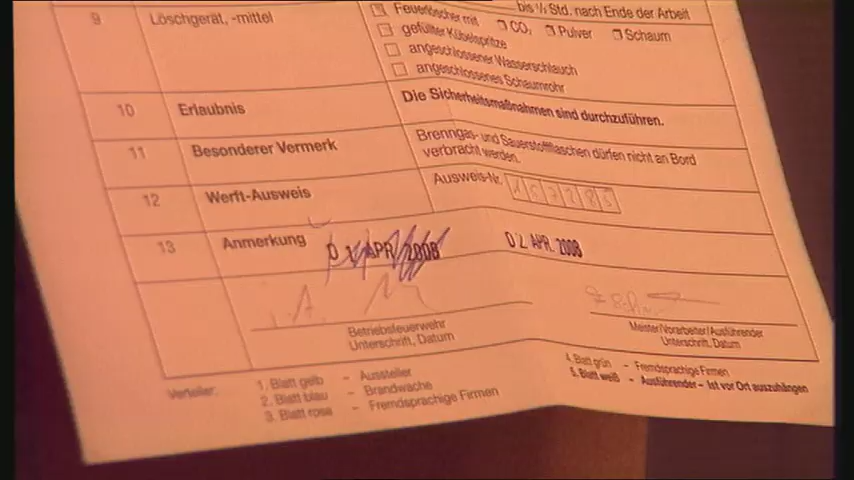 bis ½ Std. nach Ende der Arbeit
9 Löschgerät, -mittel Feuerlöscher mit CO₂ Pulver Schaum
gefüllter Kübelspritze
angeschlossener Wasserschlauch
angeschlossenes Schaumrohr
10 Erlaubnis Die Sicherheitsmaßnahmen sind durchzuführen.
11 Besonderer Vermerk Brenngas- und Sauerstoffflaschen dürfen nicht an Bord
verbracht werden.
12 Werft-Ausweis Ausweis-Nr.
13 Anmerkung 0 1 APR 2008 0 2. APR. 2008
Betriebsfeuerwehr
Unterschrift, Datum
Meister/Vorarbeiter/Ausführender
Unterschrift, Datum
Verteiler: 1. Blatt gelb - Aussteller
2. Blatt blau - Brandwache
3. Blatt rosa - Fremdsprachige Firmen
4. Blatt grün - Fremdsprachige Firmen
5. Blatt weiß - Ausführender - Ist vor Ort auszuhängen